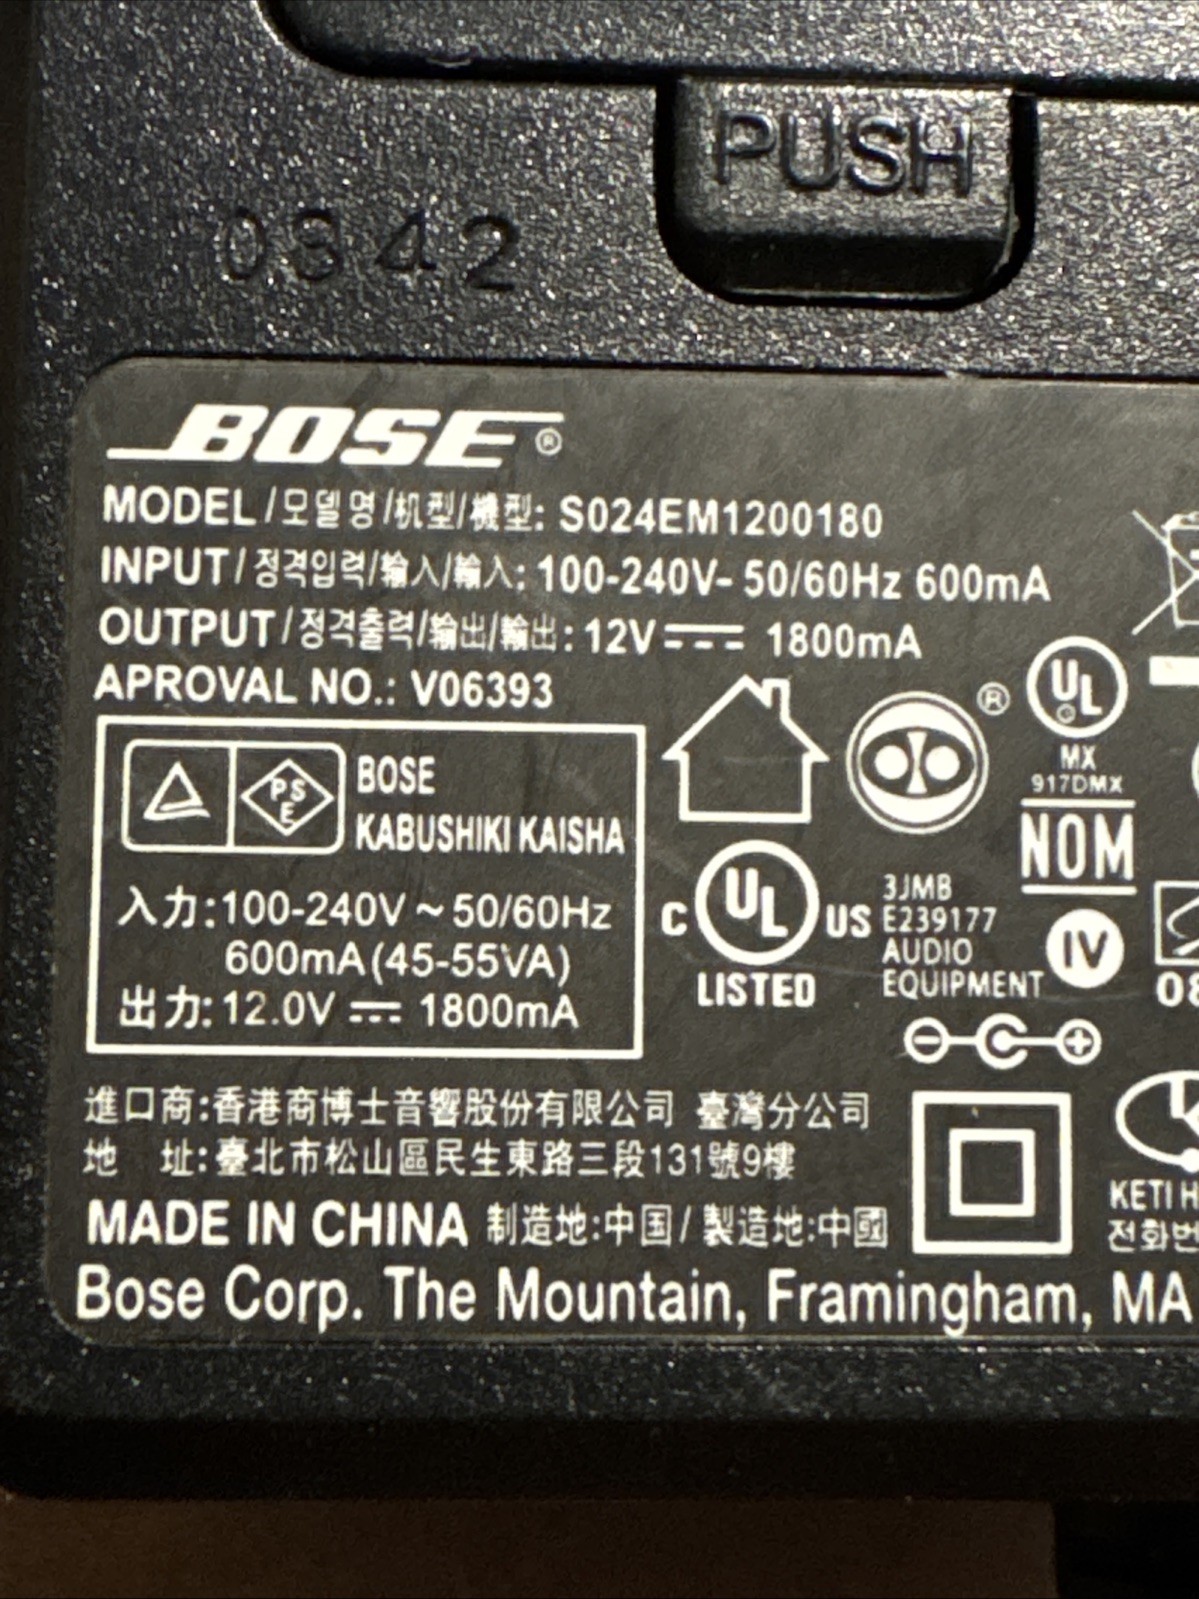 PUSH
0342
BOSE®
MODEL/모델명/机型/機型: S024EM1200180
INPUT/정격입력/输入/輸入: 100-240V~ 50/60Hz 600mA
OUTPUT/정격출력/输出/輸出: 12V⎓ 1800mA
APROVAL NO.: V06393
PSE
BOSE
KABUSHIKI KAISHA
入力:100-240V ~ 50/60Hz
600mA(45-55VA)
出力:12.0V ⎓ 1800mA
®
UL
MX
917DMX
NOM
C UL US
LISTED
3JMB
E239177
AUDIO
EQUIPMENT
IV
進口商:香港商博士音響股份有限公司 臺灣分公司
地 址:臺北市松山區民生東路三段131號9樓
KETI H
MADE IN CHINA 制造地:中国/製造地:中國
전화번
Bose Corp. The Mountain, Framingham, MA